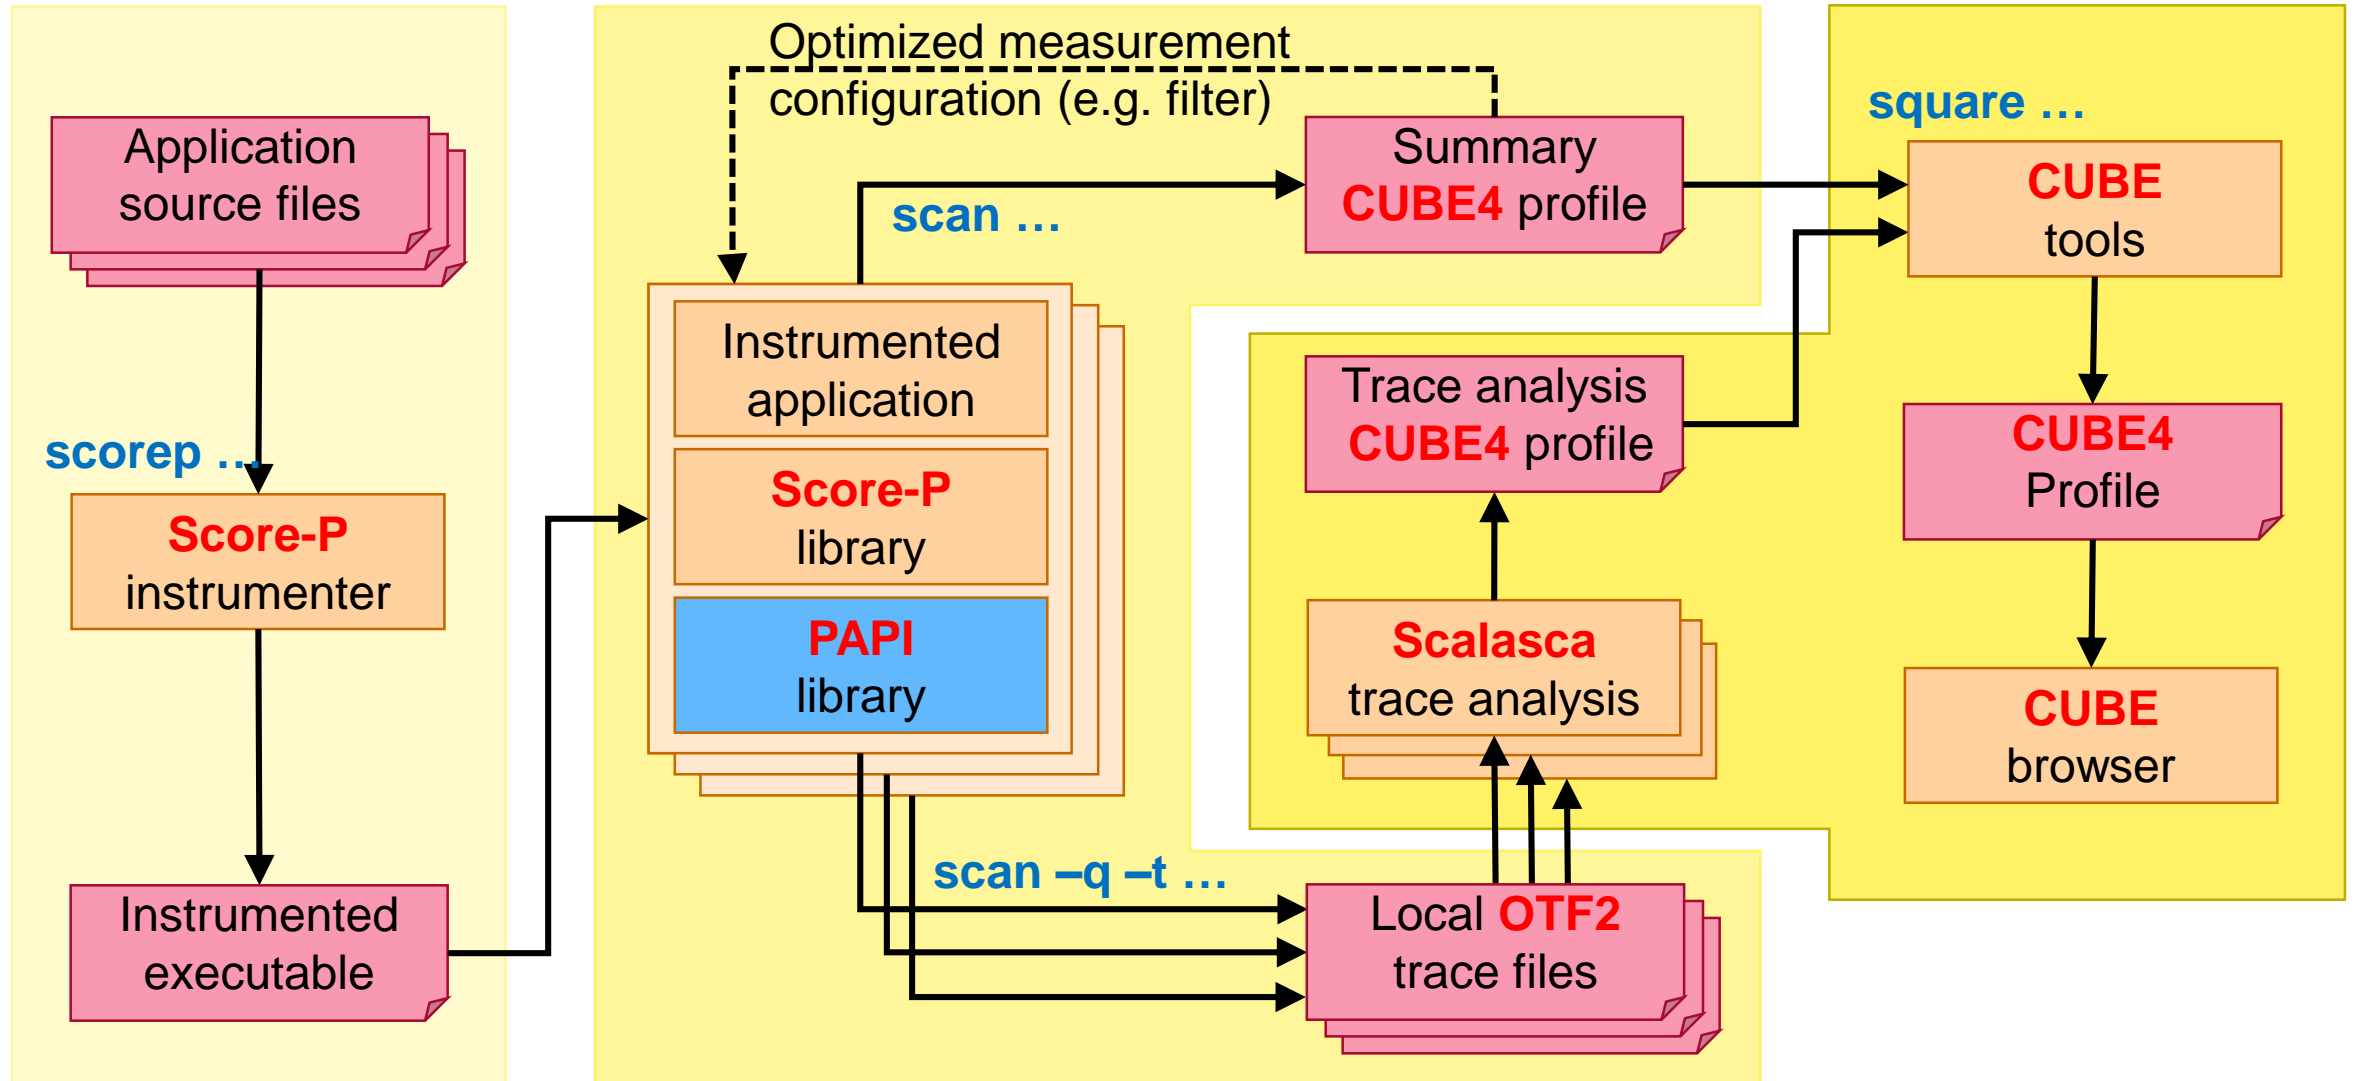 Application
source files
scorep …
Score-P
instrumenter
Instrumented
executable
Optimized measurement
configuration (e.g. filter)
scan …
Instrumented
application
Score-P
library
PAPI
library
scan –q –t …
Summary
CUBE4 profile
Trace analysis
CUBE4 profile
Scalasca
trace analysis
Local OTF2
trace files
square …
CUBE
tools
CUBE4
Profile
CUBE
browser